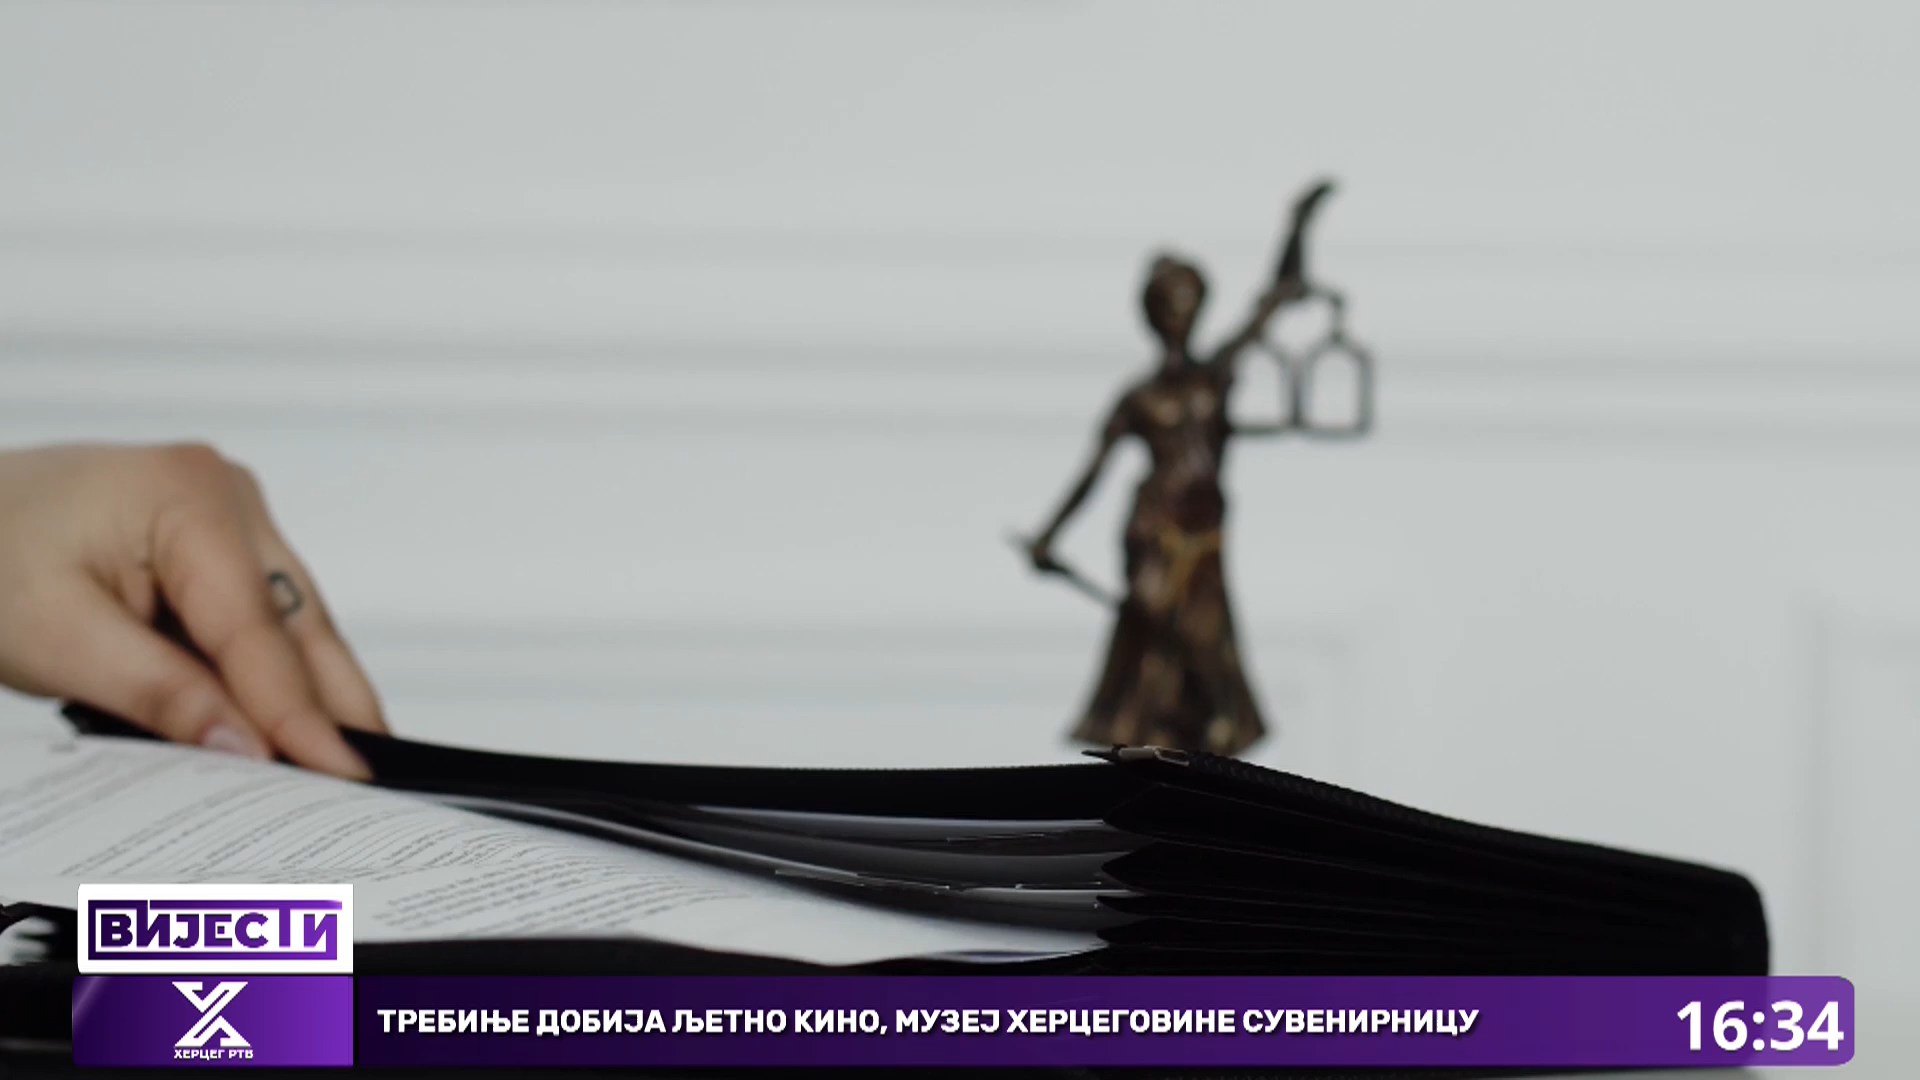 ВИЈЕСТИ
ХЕРЦЕГ РТВ
ТРЕБИЊЕ ДОБИЈА ЉЕТНО КИНО, МУЗЕЈ ХЕРЦЕГОВИНЕ СУВЕНИРНИЦУ
16:34